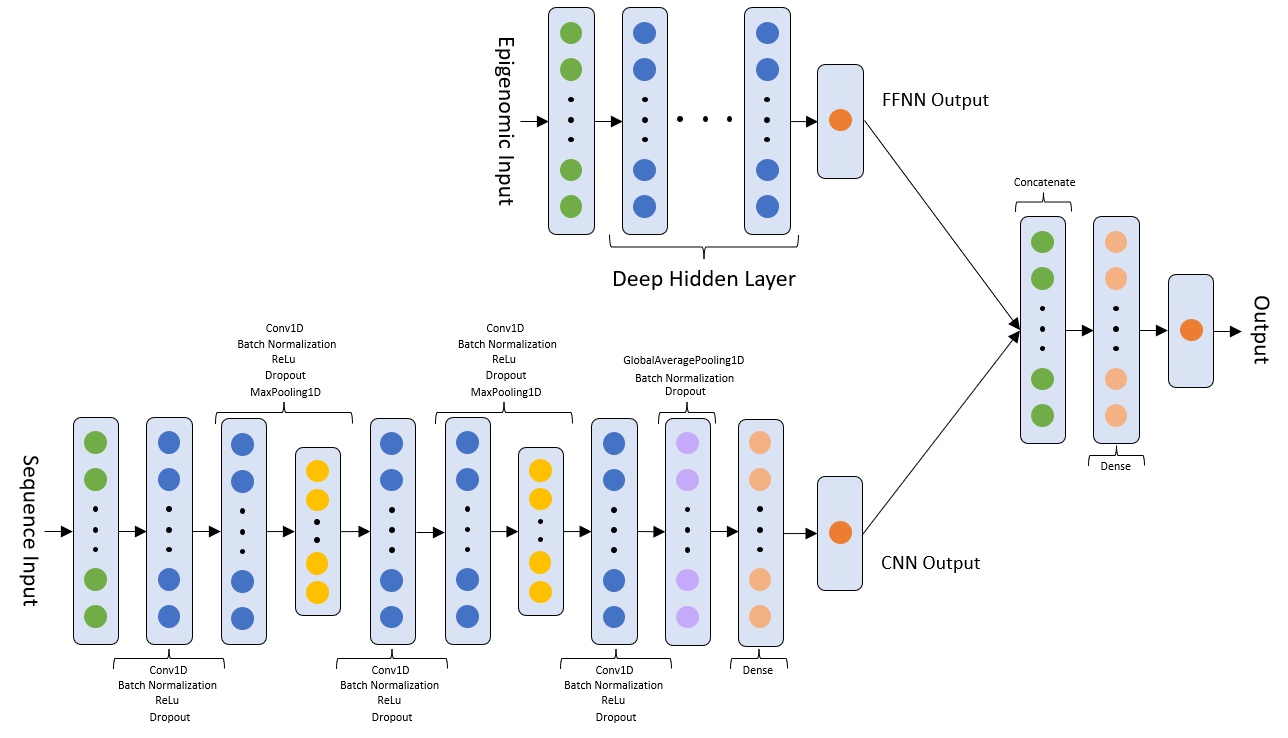 Epigenomic Input
FFNN Output
Deep Hidden Layer
Concatenate
Dense
Output
Sequence Input
Conv1D
Batch Normalization
ReLu
Dropout
Conv1D
Batch Normalization
ReLu
Dropout
MaxPooling1D
Conv1D
Batch Normalization
ReLu
Dropout
Conv1D
Batch Normalization
ReLu
Dropout
MaxPooling1D
Conv1D
Batch Normalization
ReLu
Dropout
GlobalAveragePooling1D
Batch Normalization
Dropout
Dense
CNN Output